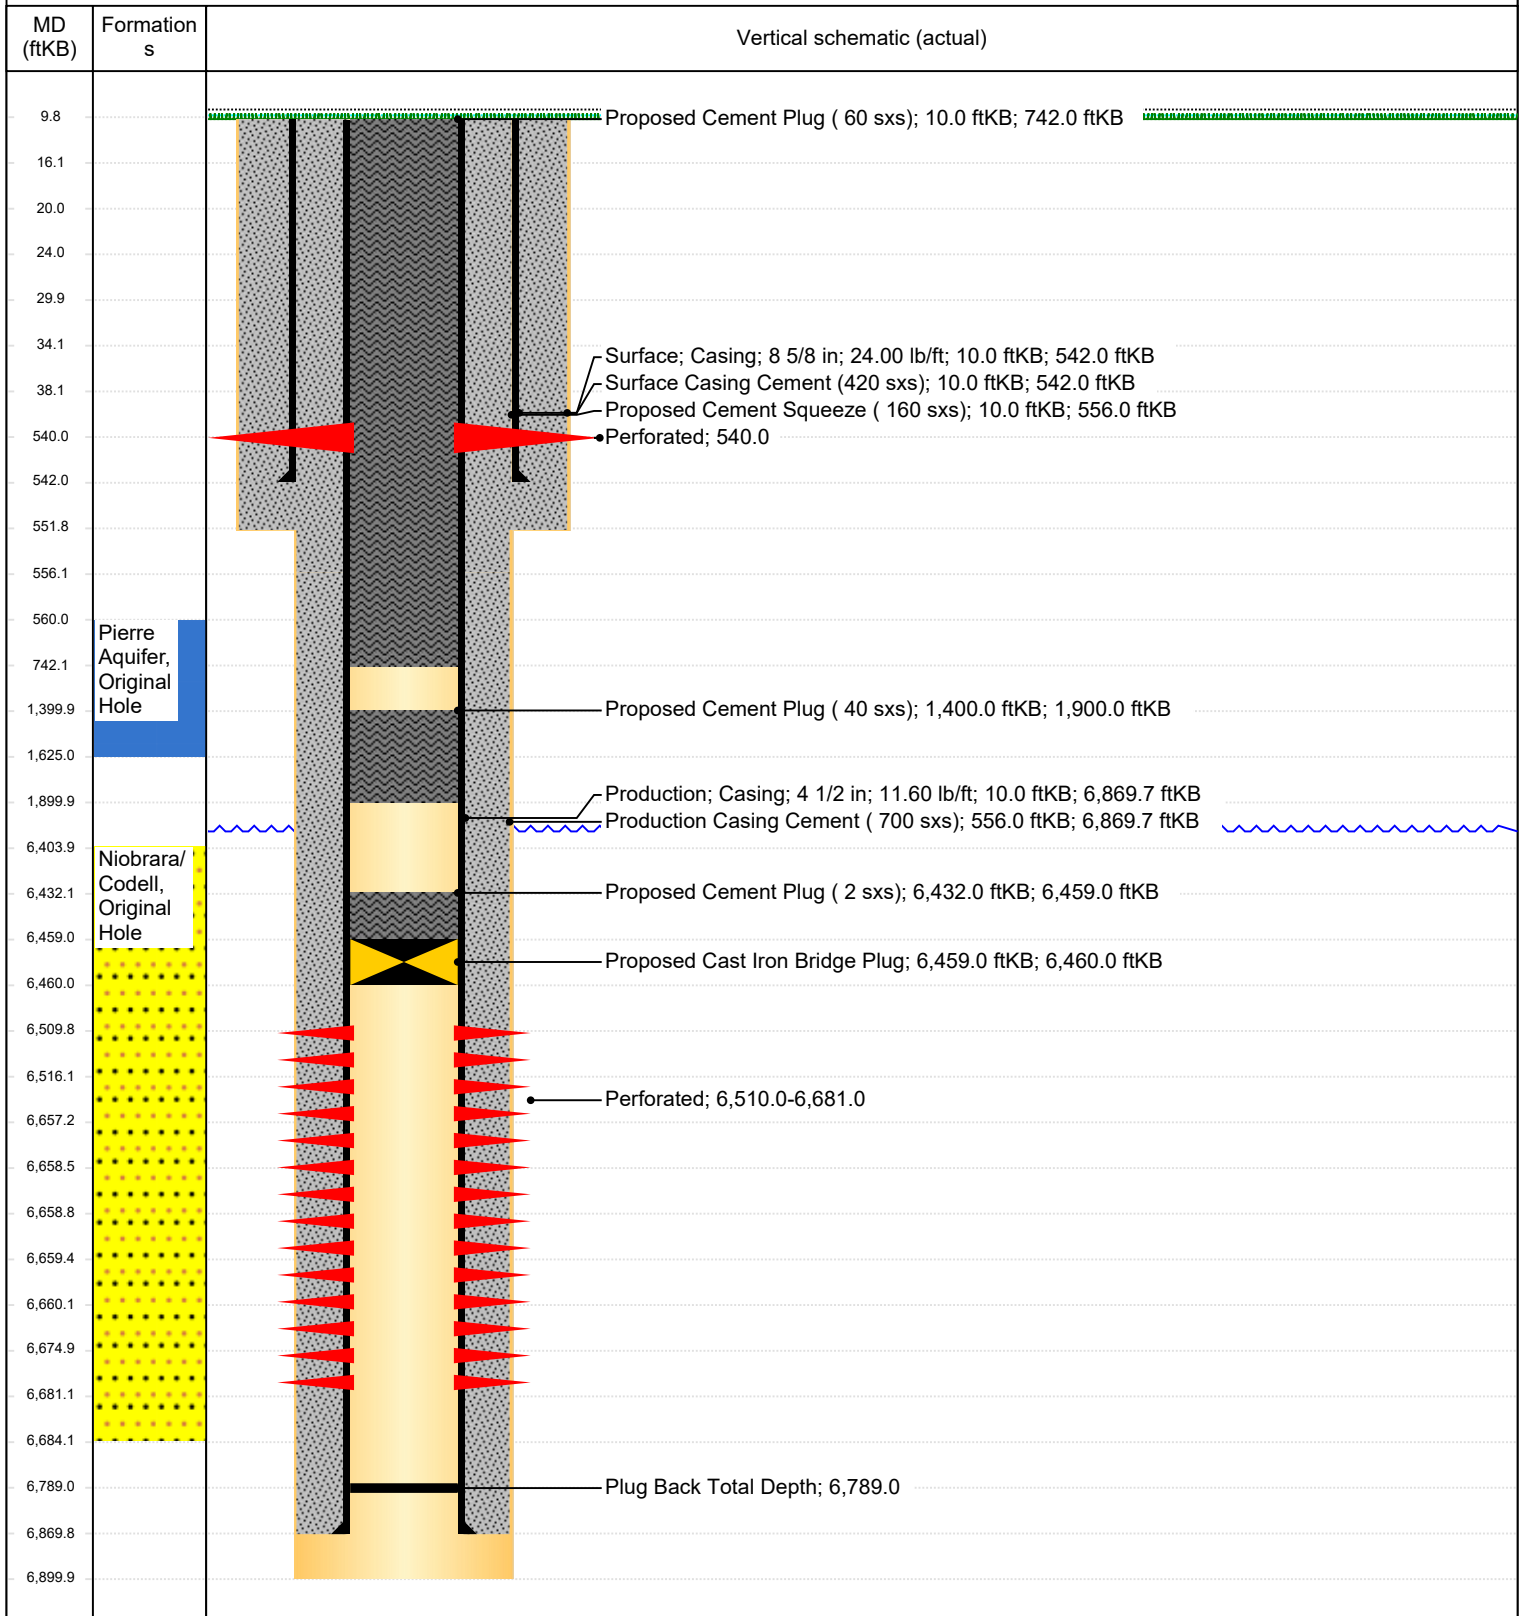 MD
(ftKB)
Formation
s
Vertical schematic (actual)
9.8
Proposed Cement Plug ( 60 sxs); 10.0 ftKB; 742.0 ftKB
16.1
20.0
24.0
29.9
34.1
Surface; Casing; 8 5/8 in; 24.00 lb/ft; 10.0 ftKB; 542.0 ftKB
Surface Casing Cement (420 sxs); 10.0 ftKB; 542.0 ftKB
38.1
Proposed Cement Squeeze ( 160 sxs); 10.0 ftKB; 556.0 ftKB
540.0
Perforated; 540.0
542.0
551.8
556.1
560.0
Pierre
Aquifer,
Original
Hole
742.1
1,399.9
Proposed Cement Plug ( 40 sxs); 1,400.0 ftKB; 1,900.0 ftKB
1,625.0
Production; Casing; 4 1/2 in; 11.60 lb/ft; 10.0 ftKB; 6,869.7 ftKB
1,899.9
Production Casing Cement ( 700 sxs); 556.0 ftKB; 6,869.7 ftKB
6,403.9
Niobrara/
Codell,
Original
Hole
6,432.1
Proposed Cement Plug ( 2 sxs); 6,432.0 ftKB; 6,459.0 ftKB
6,459.0
Proposed Cast Iron Bridge Plug; 6,459.0 ftKB; 6,460.0 ftKB
6,460.0
6,509.8
6,516.1
Perforated; 6,510.0-6,681.0
6,657.2
6,658.5
6,658.8
6,659.4
6,660.1
6,674.9
6,681.1
6,684.1
6,789.0
Plug Back Total Depth; 6,789.0
6,869.8
6,899.9